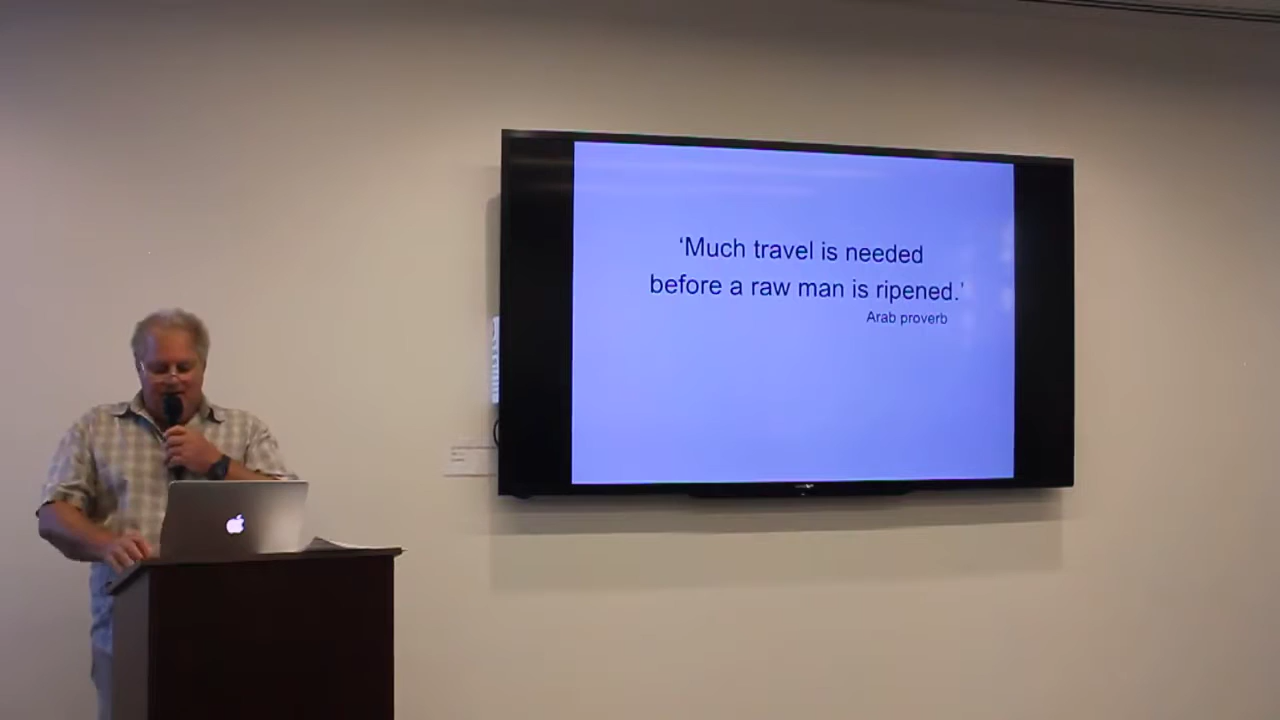 ‘Much travel is needed
before a raw man is ripened.’
Arab proverb